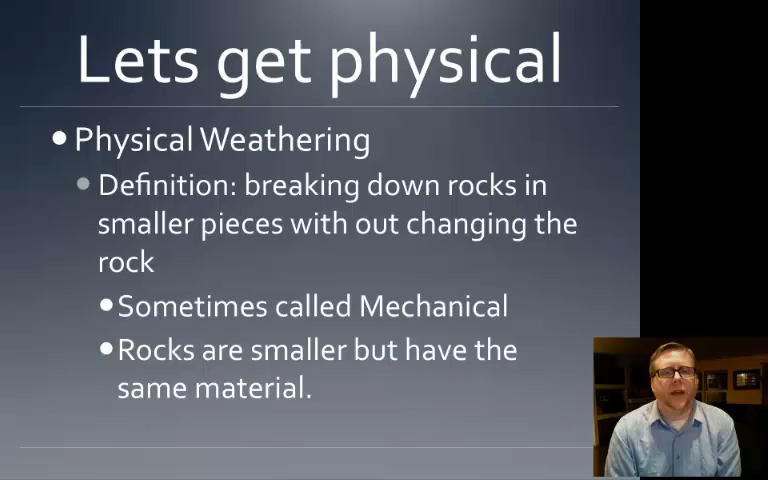 Lets get physical
• Physical Weathering
• Definition: breaking down rocks in
smaller pieces with out changing the
rock
• Sometimes called Mechanical
• Rocks are smaller but have the
same material.